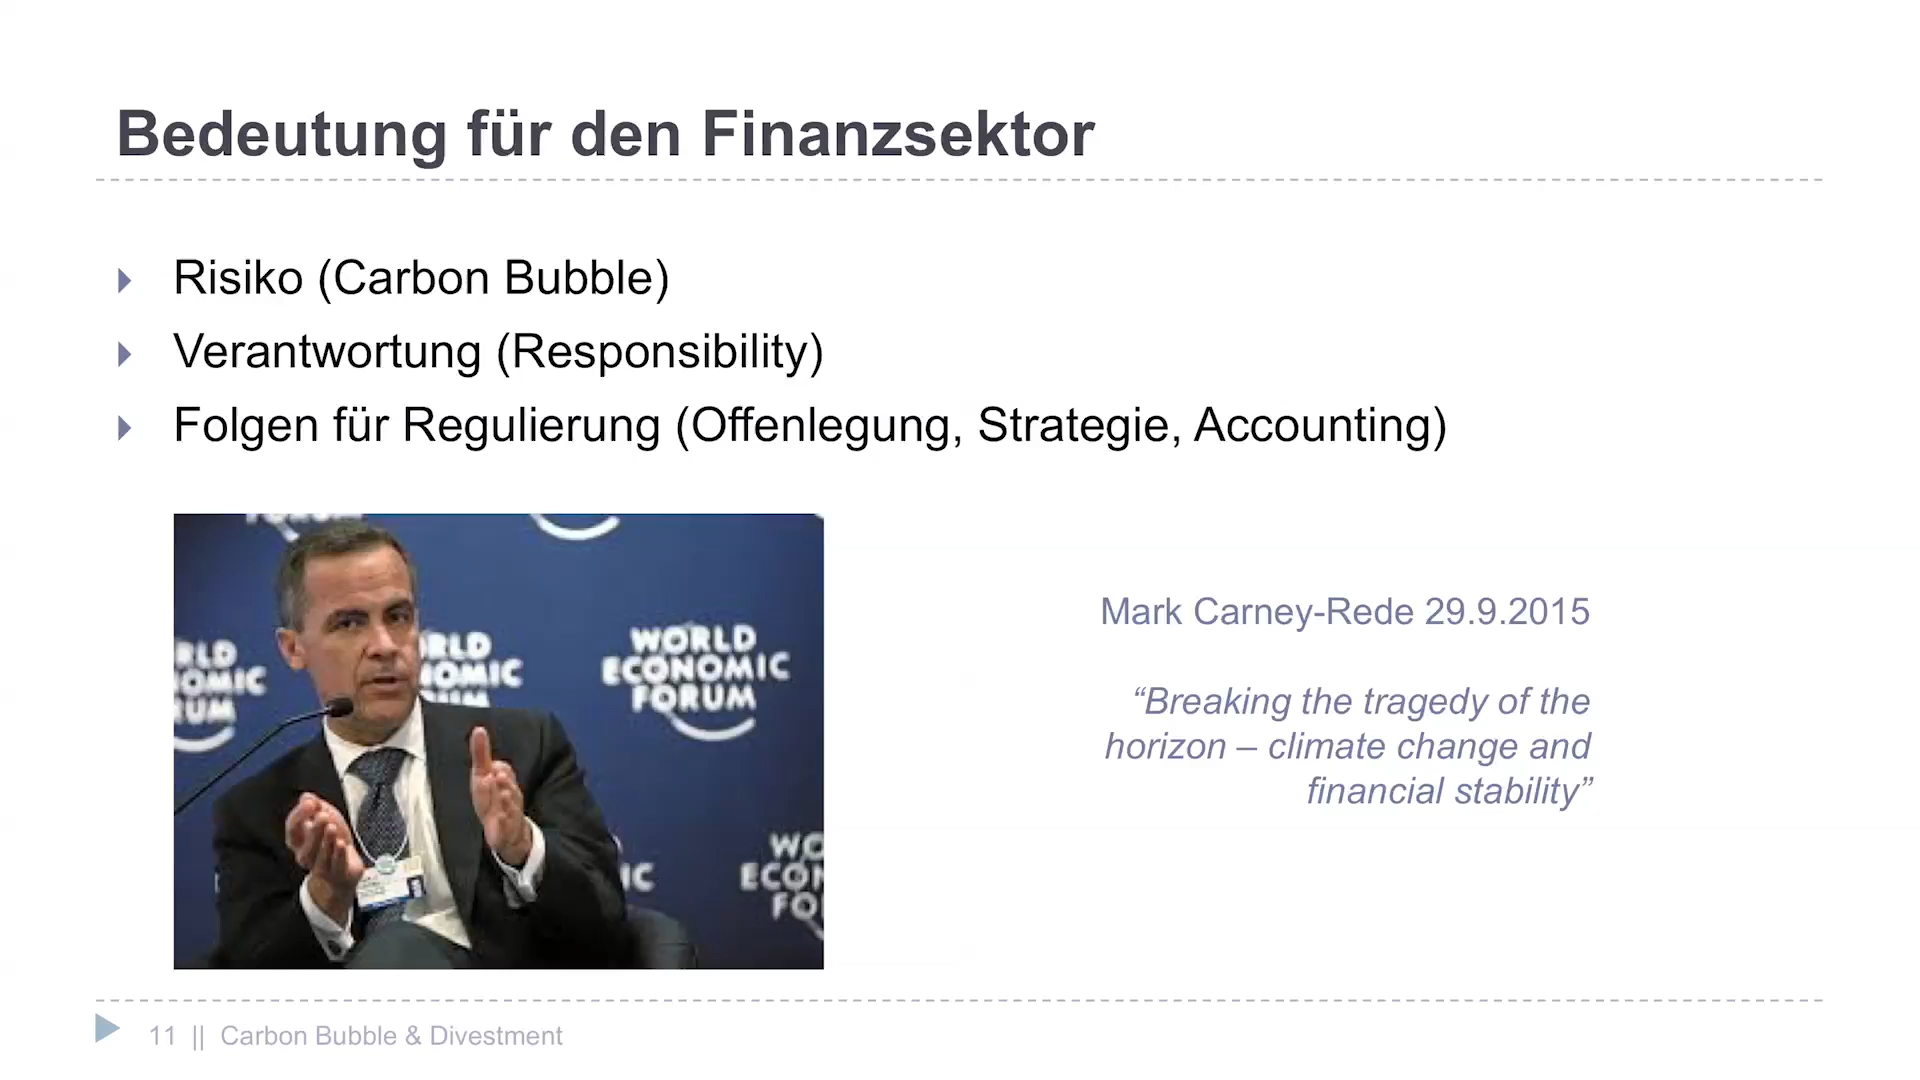 Bedeutung für den Finanzsektor
Risiko (Carbon Bubble)
Verantwortung (Responsibility)
Folgen für Regulierung (Offenlegung, Strategie, Accounting)
WORLD
ECONOMIC
FORUM
Mark Carney-Rede 29.9.2015
“Breaking the tragedy of the
horizon – climate change and
financial stability”
11 || Carbon Bubble & Divestment